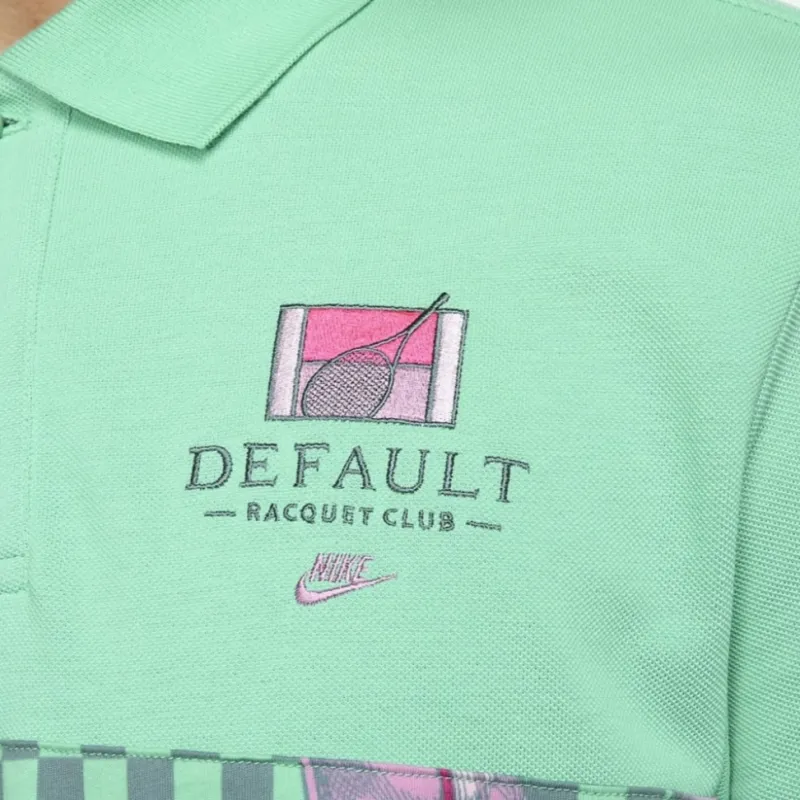 DEFAULT
— RACQUET CLUB —
NIKE